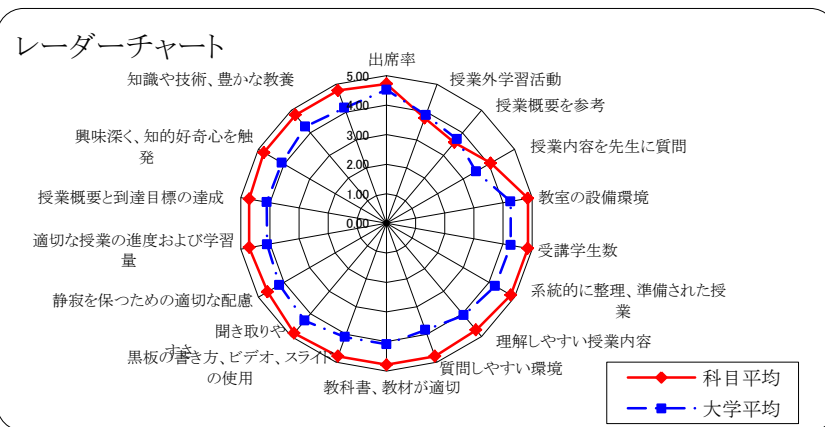 レーダーチャート
出席率
授業外学習活動
授業概要を参考
授業内容を先生に質問
教室の設備環境
受講学生数
系統的に整理、準備された授
業
理解しやすい授業内容
質問しやすい環境
教科書、教材が適切
黒板の書き方、ビデオ、スライド
の使用
聞き取りや
すさ
静寂を保つための適切な配慮
適切な授業の進度および学習
量
授業概要と到達目標の達成
興味深く、知的好奇心を触
発
知識や技術、豊かな教養
5.00
4.00
3.00
2.00
1.00
0.00
科目平均
大学平均